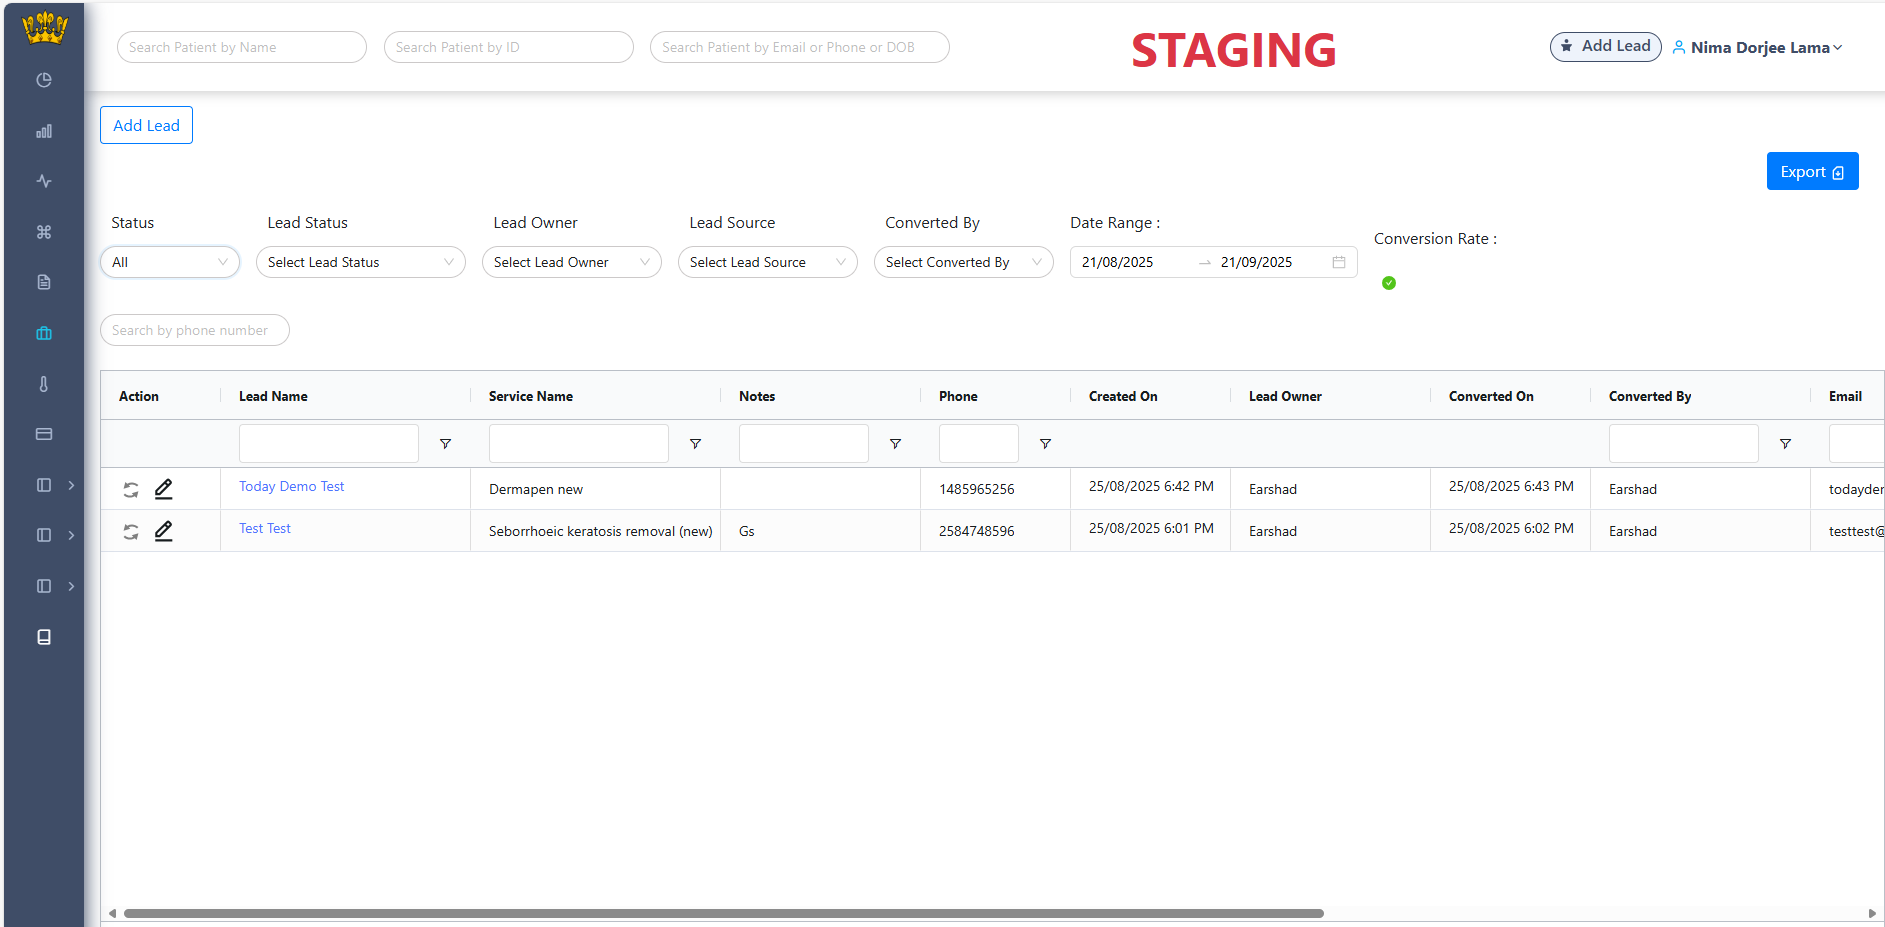 Search Patient by Name
Search Patient by ID
Search Patient by Email or Phone or DOB
STAGING
Add Lead
Nima Dorjee Lama
Add Lead
Export
Status
Lead Status
Lead Owner
Lead Source
Converted By
Date Range :
Conversion Rate :
All
Select Lead Status
Select Lead Owner
Select Lead Source
Select Converted By
21/08/2025
21/09/2025
Search by phone number
Action Lead Name Service Name Notes Phone Created On Lead Owner Converted On Converted By Email
Today Demo Test Dermapen new 1485965256 25/08/2025 6:42 PM Earshad 25/08/2025 6:43 PM Earshad todayder
Test Test Seborrhoeic keratosis removal (new) Gs 2584748596 25/08/2025 6:01 PM Earshad 25/08/2025 6:02 PM Earshad testtest@